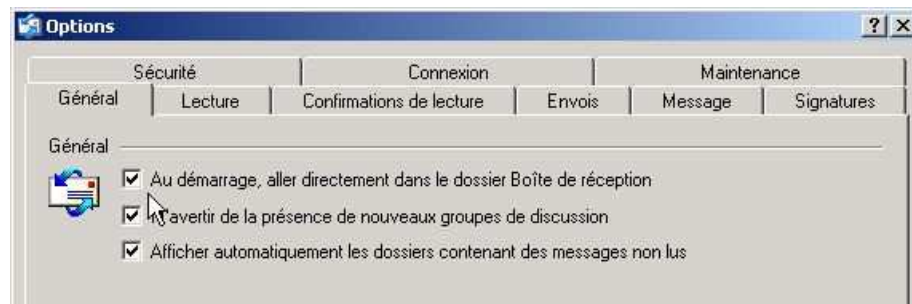 Options
Sécurité Connexion Maintenance
Général Lecture Confirmations de lecture Envois Message Signatures
Général
Au démarrage, aller directement dans le dossier Boîte de réception
avertir de la présence de nouveaux groupes de discussion
Afficher automatiquement les dossiers contenant des messages non lus